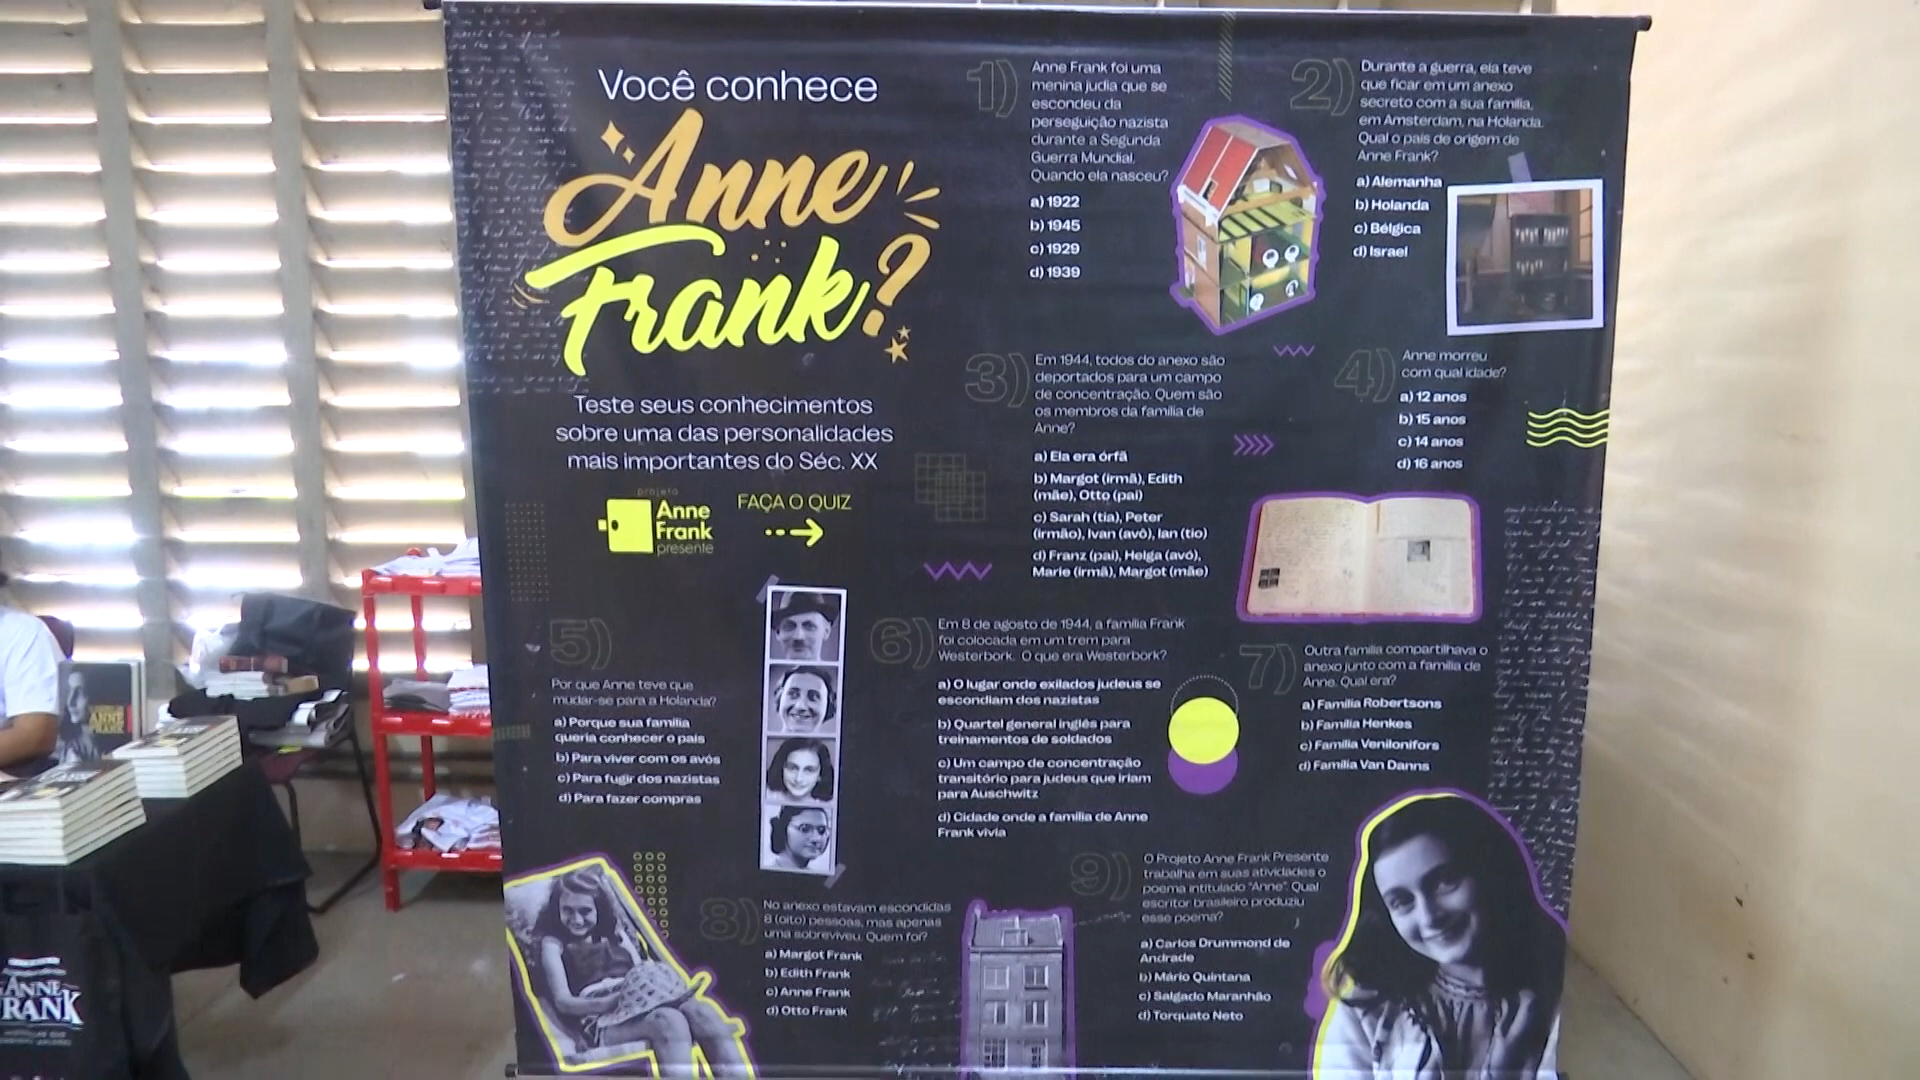 Você conhece
Anne
Frank?
Teste seus conhecimentos
sobre uma das personalidades
mais importantes do Séc. XX
projeto
Anne
Frank
presente
FAÇA O QUIZ
1)
Anne Frank foi uma
menina judia que se
escondeu da
perseguição nazista
durante a Segunda
Guerra Mundial.
Quando ela nasceu?
a) 1922
b) 1945
c) 1929
d) 1939
2)
Durante a guerra, ela teve
que ficar em um anexo
secreto com a sua família,
em Amsterdam, na Holanda.
Qual o país de origem de
Anne Frank?
a) Alemanha
b) Holanda
c) Bélgica
d) Israel
3)
Em 1944, todos do anexo são
deportados para um campo
de concentração. Quem são
os membros da família de
Anne?
a) Ela era órfã
b) Margot (irmã), Edith
(mãe), Otto (pai)
c) Sarah (tia), Peter
(irmão), Ivan (avô), Ian (tio)
d) Franz (pai), Helga (avó),
Marie (irmã), Margot (mãe)
4)
Anne morreu
com qual idade?
a) 12 anos
b) 15 anos
c) 14 anos
d) 16 anos
5)
Por que Anne teve que
mudar-se para a Holanda?
a) Porque sua família
queria conhecer o país
b) Para viver com os avós
c) Para fugir dos nazistas
d) Para fazer compras
6)
Em 8 de agosto de 1944, a família Frank
foi colocada em um trem para
Westerbork. O que era Westerbork?
a) O lugar onde exilados judeus se
escondiam dos nazistas
b) Quartel general inglês para
treinamentos de soldados
c) Um campo de concentração
transitório para judeus que iriam
para Auschwitz
d) Cidade onde a família de Anne
Frank vivia
7)
Outra família compartilhava o
anexo junto com a família de
Anne. Qual era?
a) Família Robertsons
b) Família Henkes
c) Família Venilonifors
d) Família Van Danns
8)
No anexo estavam escondidas
8 (oito) pessoas, mas apenas
uma sobreviveu. Quem foi?
a) Margot Frank
b) Edith Frank
c) Anne Frank
d) Otto Frank
9)
O Projeto Anne Frank Presente
trabalha em suas atividades o
poema intitulado "Anne". Qual
escritor brasileiro produziu
esse poema?
a) Carlos Drummond de
Andrade
b) Mário Quintana
c) Salgado Maranhão
d) Torquato Neto
ANNE
FRANK
ANNE
FRANK